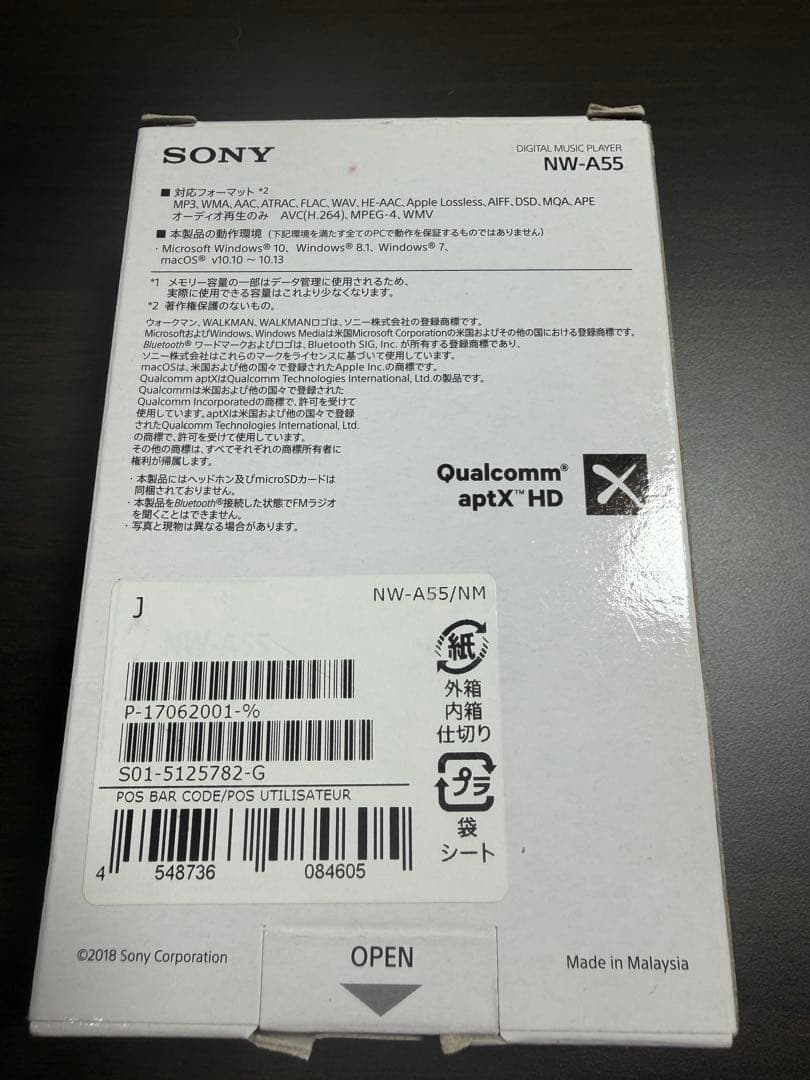 SONY
DIGITAL MUSIC PLAYER
NW-A55
■ 対応フォーマット *2
MP3、WMA、AAC、ATRAC、FLAC、WAV、HE-AAC、Apple Lossless、AIFF、DSD、MQA、APE
オーディオ再生のみ AVC(H.264)、MPEG-4、WMV
■ 本製品の動作環境（下記環境を満たす全てのPCで動作を保証するものではありません）
・Microsoft Windows® 10、Windows® 8.1、Windows® 7、
macOS® v10.10 ～ 10.13
*1 メモリー容量の一部はデータ管理に使用されるため、
実際に使用できる容量はこれより少なくなります。
*2 著作権保護のないもの。
ウォークマン、WALKMAN、WALKMANロゴは、ソニー株式会社の登録商標です。
MicrosoftおよびWindows、Windows Mediaは米国Microsoft Corporationの米国およびその他の国における登録商標です。
Bluetooth® ワードマークおよびロゴは、Bluetooth SIG, Inc. が所有する登録商標であり、
ソニー株式会社はこれらのマークをライセンスに基づいて使用しています。
macOSは、米国および他の国々で登録されたApple Inc.の商標です。
Qualcomm aptXはQualcomm Technologies International, Ltd.の製品です。
Qualcommは米国および他の国々で登録された
Qualcomm Incorporatedの商標で、許可を受けて
使用しています。aptXは米国および他の国々で登録
されたQualcomm Technologies International, Ltd.
の商標で、許可を受けて使用しています。
その他の商標は、すべてそれぞれの商標所有者に
権利が帰属します。
・本製品にはヘッドホン及びmicroSDカードは
同梱されておりません。
・本製品をBluetooth®接続した状態でFMラジオ
を聞くことはできません。
・写真と現物は異なる場合があります。
Qualcomm®
aptX™ HD
J
NW-A55/NM
P-17062001-%
S01-5125782-G
POS BAR CODE/POS UTILISATEUR
4 548736 084605
紙
外箱
内箱
仕切り
プラ
袋
シート
©2018 Sony Corporation
OPEN
Made in Malaysia